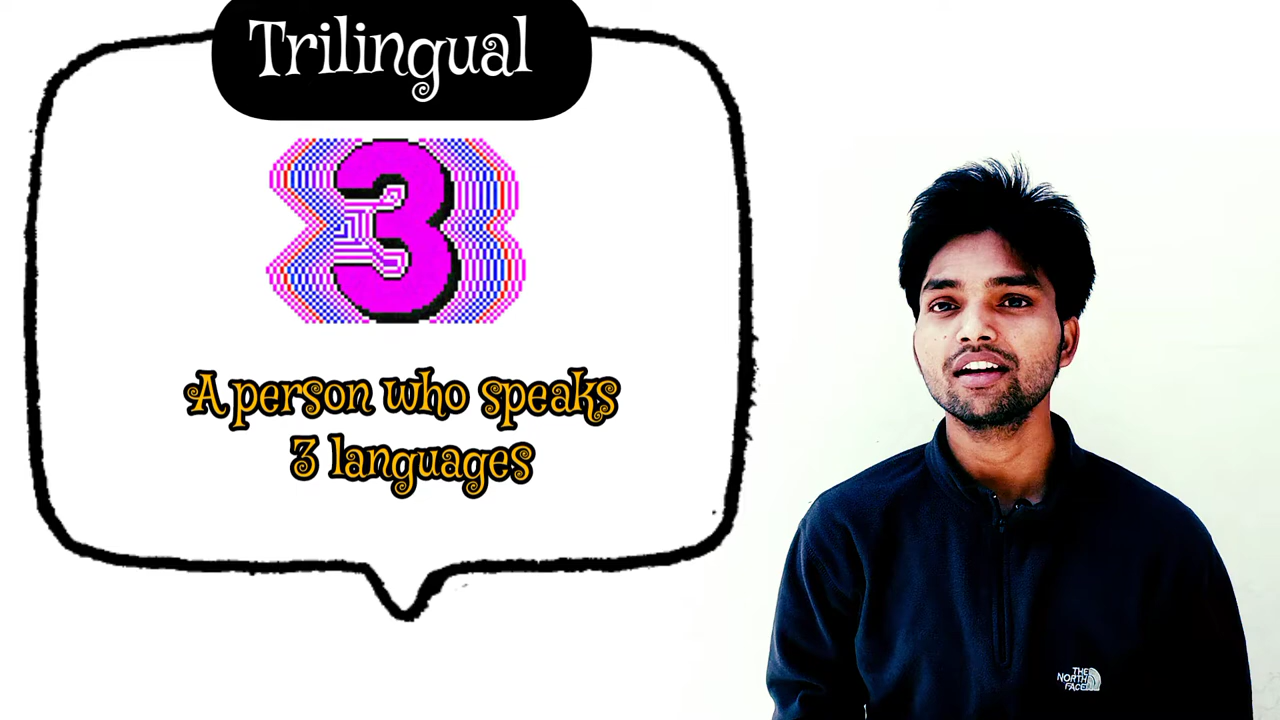 Trilingual
3
A person who speaks
3 languages
THE
NORTH
FACE